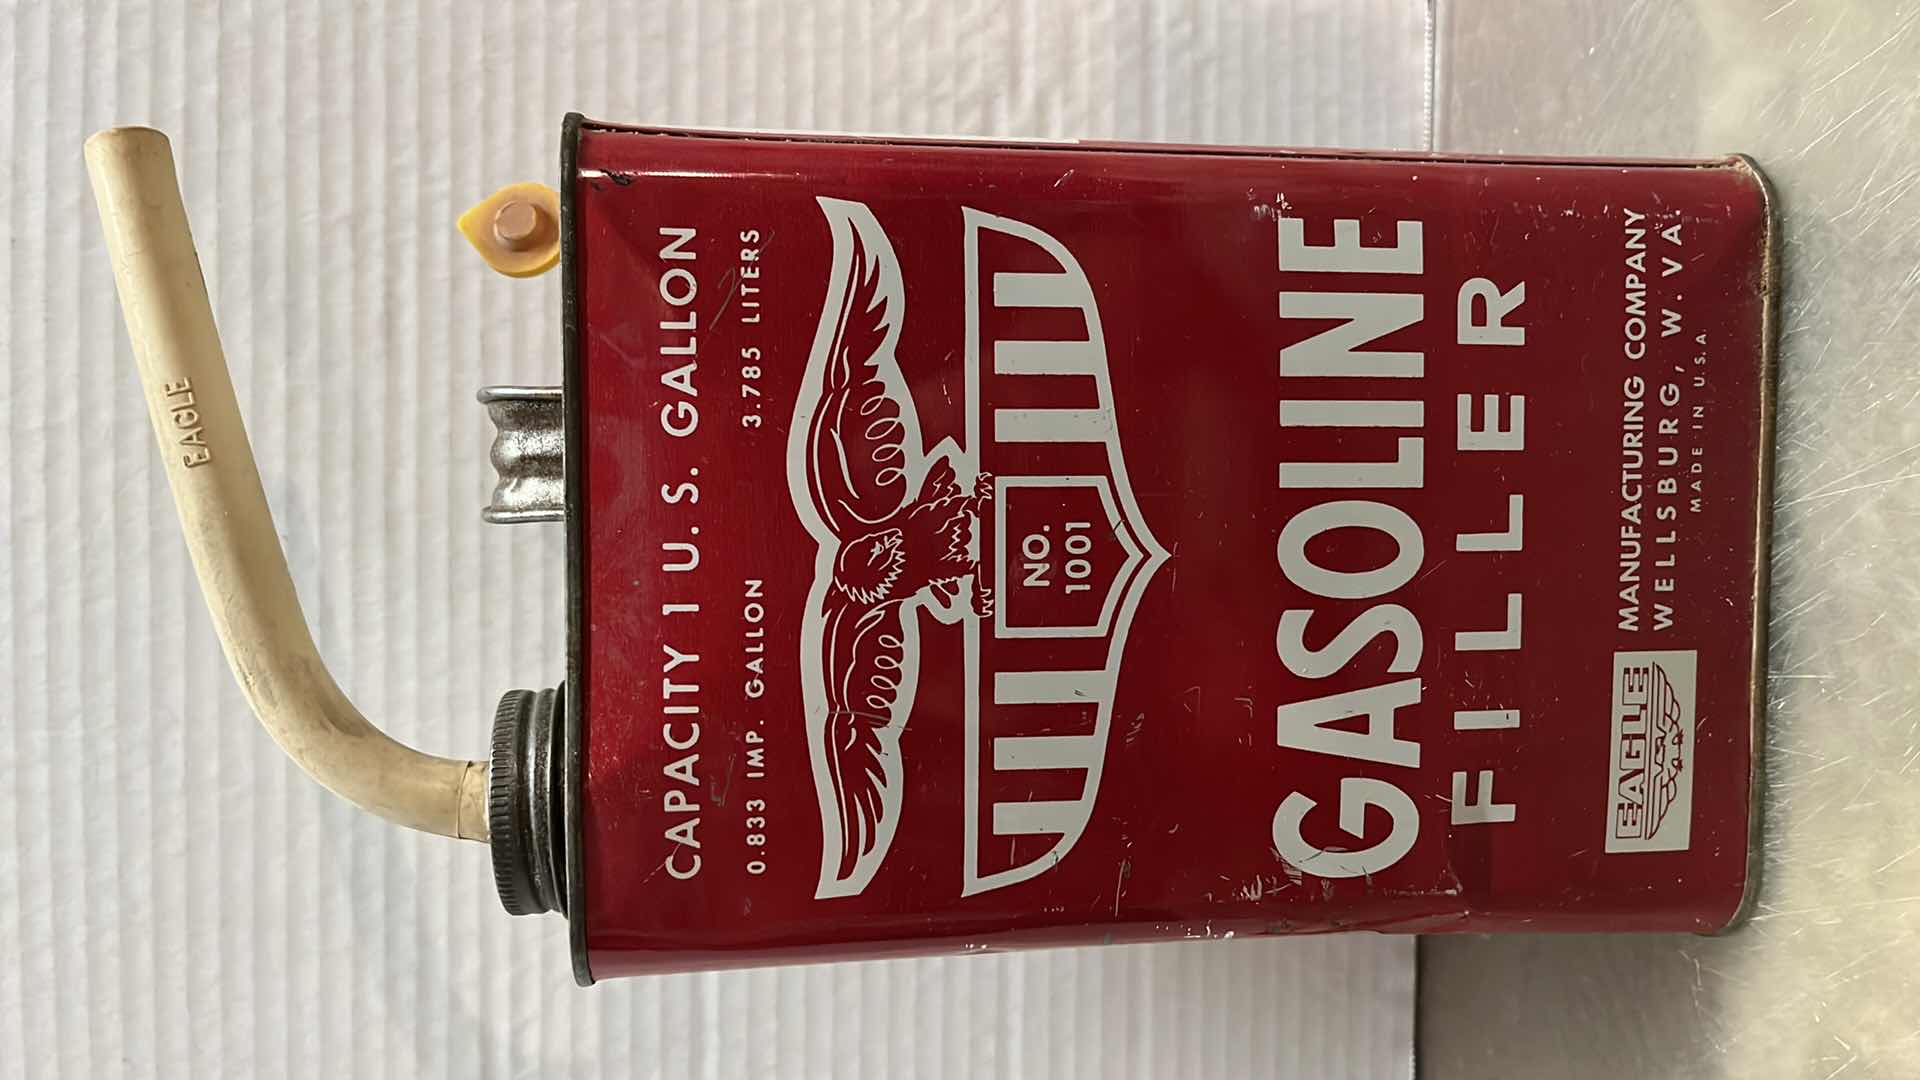 EAGLE
CAPACITY 1 U.S. GALLON
0.833 IMP. GALLON 3.785 LITERS
NO.
1001
GASOLINE
FILLER
EAGLE
MANUFACTURING COMPANY
WELLSBURG, W. VA.
MADE IN U.S.A